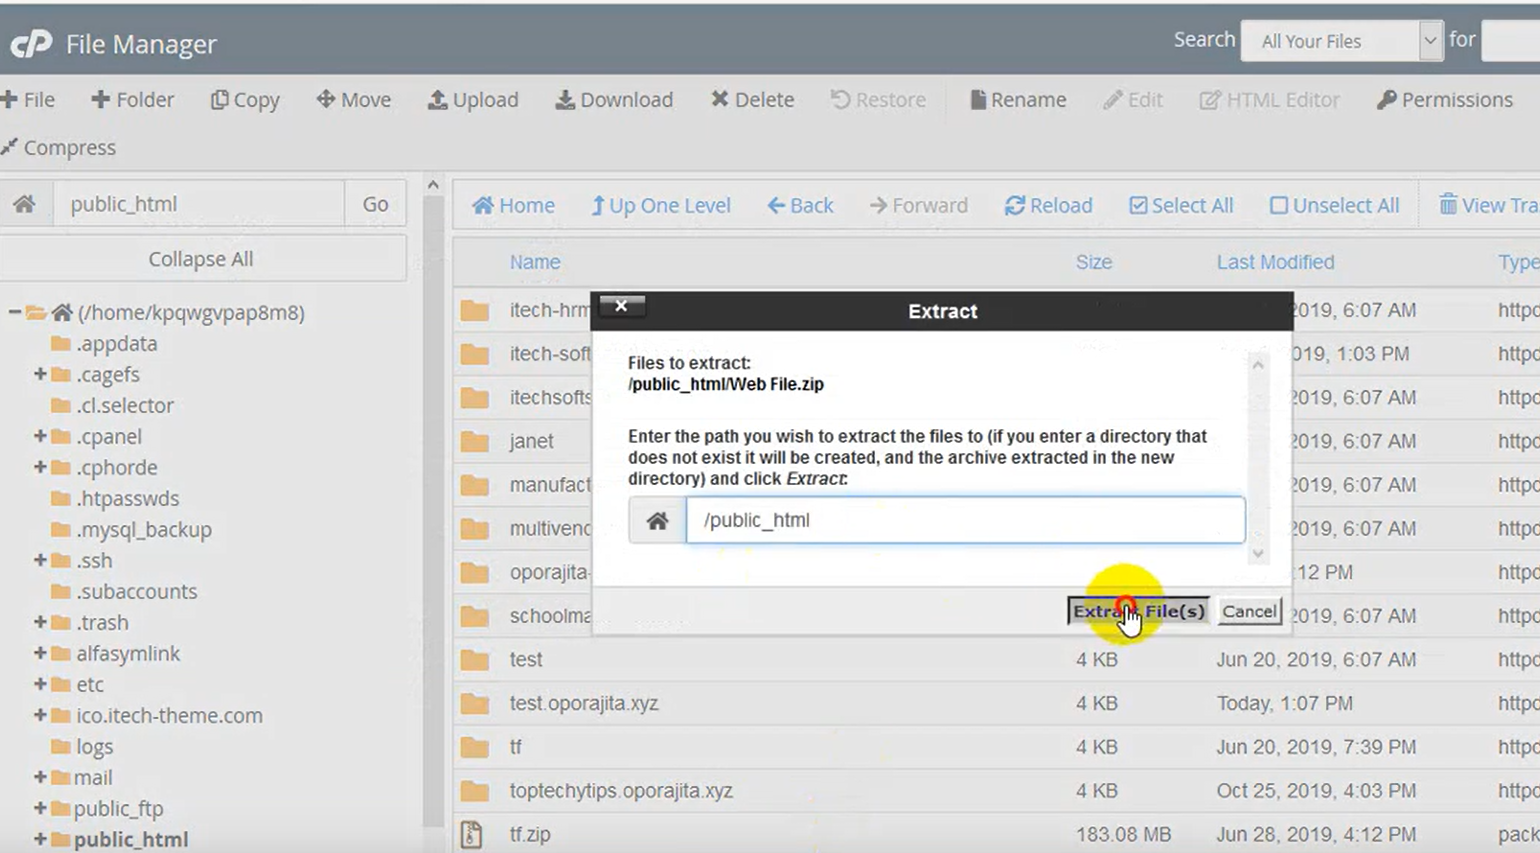 cP File Manager
Search All Your Files for
File Folder Copy Move Upload Download Delete Restore Rename Edit HTML Editor Permissions
Compress
public_html Go
Collapse All
(/home/kpqwgvpap8m8)
.appdata
.cagefs
.cl.selector
.cpanel
.cphorde
.htpasswds
.mysql_backup
.ssh
.subaccounts
.trash
alfasymlink
etc
ico.itech-theme.com
logs
mail
public_ftp
public_html
Home Up One Level Back Forward Reload Select All Unselect All View Tra
Name Size Last Modified Type
itech-hrm 2019, 6:07 AM httpd
itech-soft 019, 1:03 PM httpd
itechsofts 2019, 6:07 AM httpd
janet 2019, 6:07 AM httpd
manufact 2019, 6:07 AM httpd
multivend 2019, 6:07 AM httpd
oporajita- :12 PM httpd
schoolma 2019, 6:07 AM httpd
test 4 KB Jun 20, 2019, 6:07 AM httpd
test.oporajita.xyz 4 KB Today, 1:07 PM httpd
tf 4 KB Jun 20, 2019, 7:39 PM httpd
toptechytips.oporajita.xyz 4 KB Oct 25, 2019, 4:03 PM httpd
tf.zip 183.08 MB Jun 28, 2019, 4:12 PM pack
Extract
Files to extract:
/public_html/Web File.zip
Enter the path you wish to extract the files to (if you enter a directory that
does not exist it will be created, and the archive extracted in the new
directory) and click Extract:
/public_html
Extract File(s) Cancel